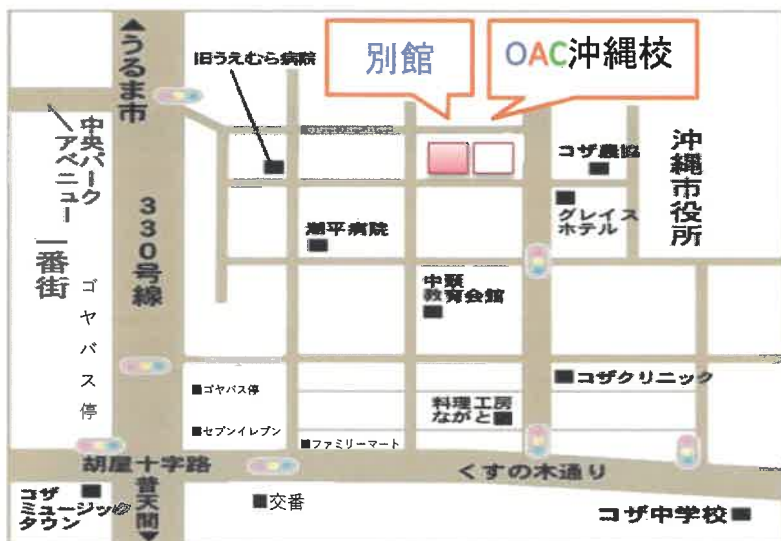 ▲うるま市
旧うえむら病院
別館
OAC沖縄校
中央パーク
アベニュー
一番街
330号線
コザ農協
沖縄市役所
グレイス
ホテル
潮平病院
中頭
教育会館
ゴヤバス停
■ゴヤバス停
■コザクリニック
料理工房
ながと■
■セブンイレブン
■ファミリーマート
胡屋十字路
くすの木通り
コザ
ミュージック
タウン
普天間▼
■交番
コザ中学校■